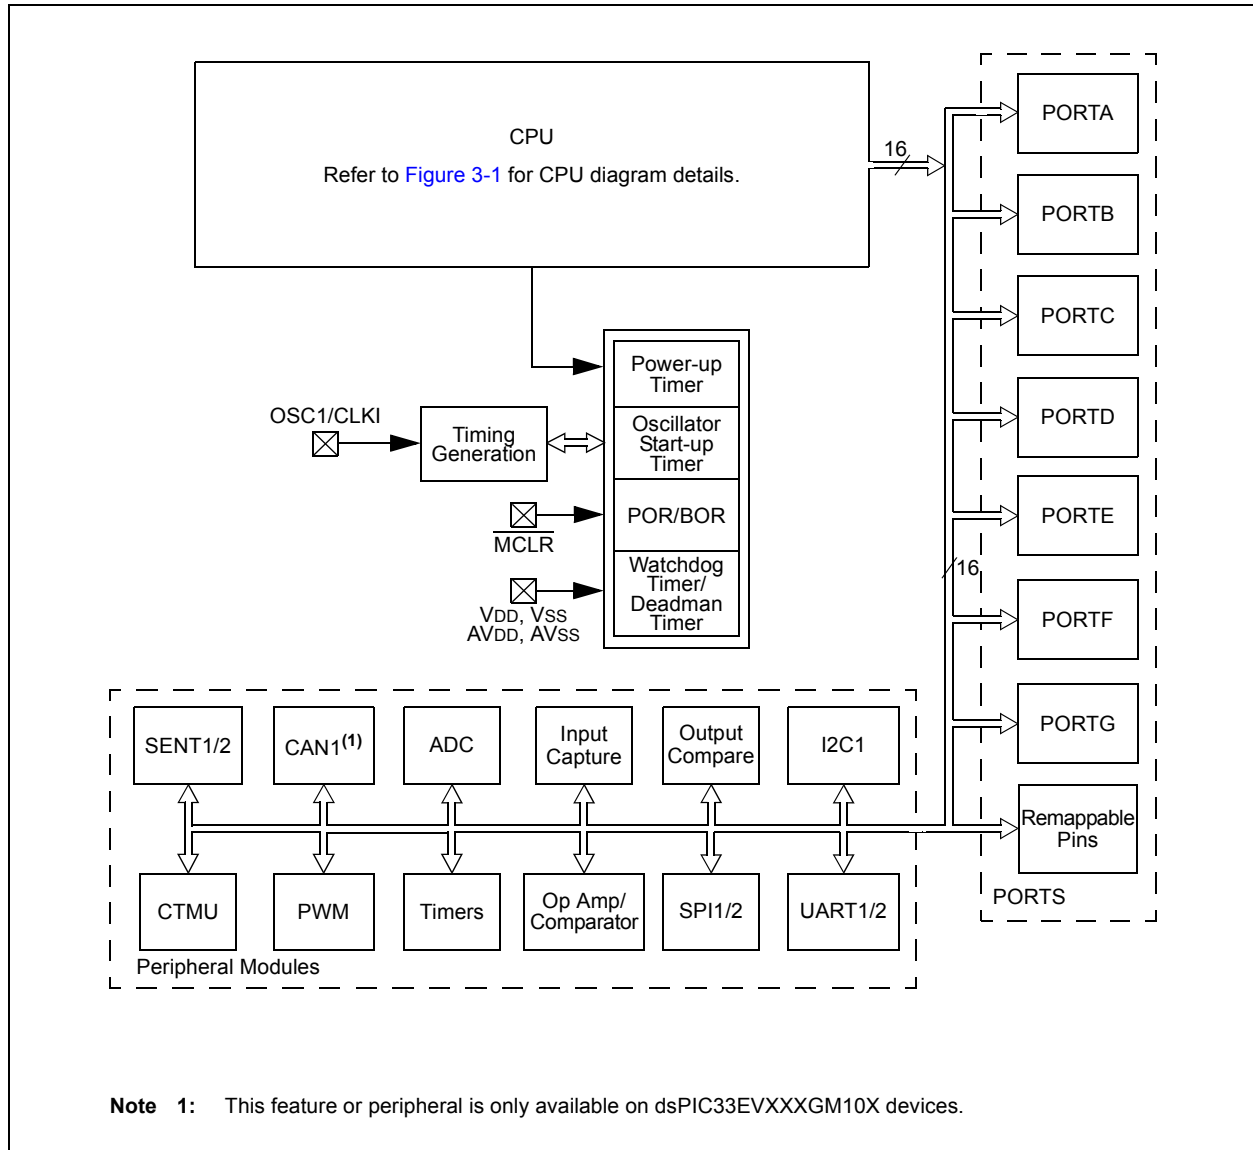 CPU
Refer to Figure 3-1 for CPU diagram details.
16
PORTA
PORTB
PORTC
PORTD
PORTE
16
PORTF
PORTG
Remappable
Pins
PORTS
Power-up
Timer
OSC1/CLKI
Timing
Generation
Oscillator
Start-up
Timer
MCLR
POR/BOR
VDD, VSS
AVDD, AVSS
Watchdog
Timer/
Deadman
Timer
SENT1/2
CAN1(1)
ADC
Input
Capture
Output
Compare
I2C1
CTMU
PWM
Timers
Op Amp/
Comparator
SPI1/2
UART1/2
Peripheral Modules
Note 1: This feature or peripheral is only available on dsPIC33EVXXXGM10X devices.